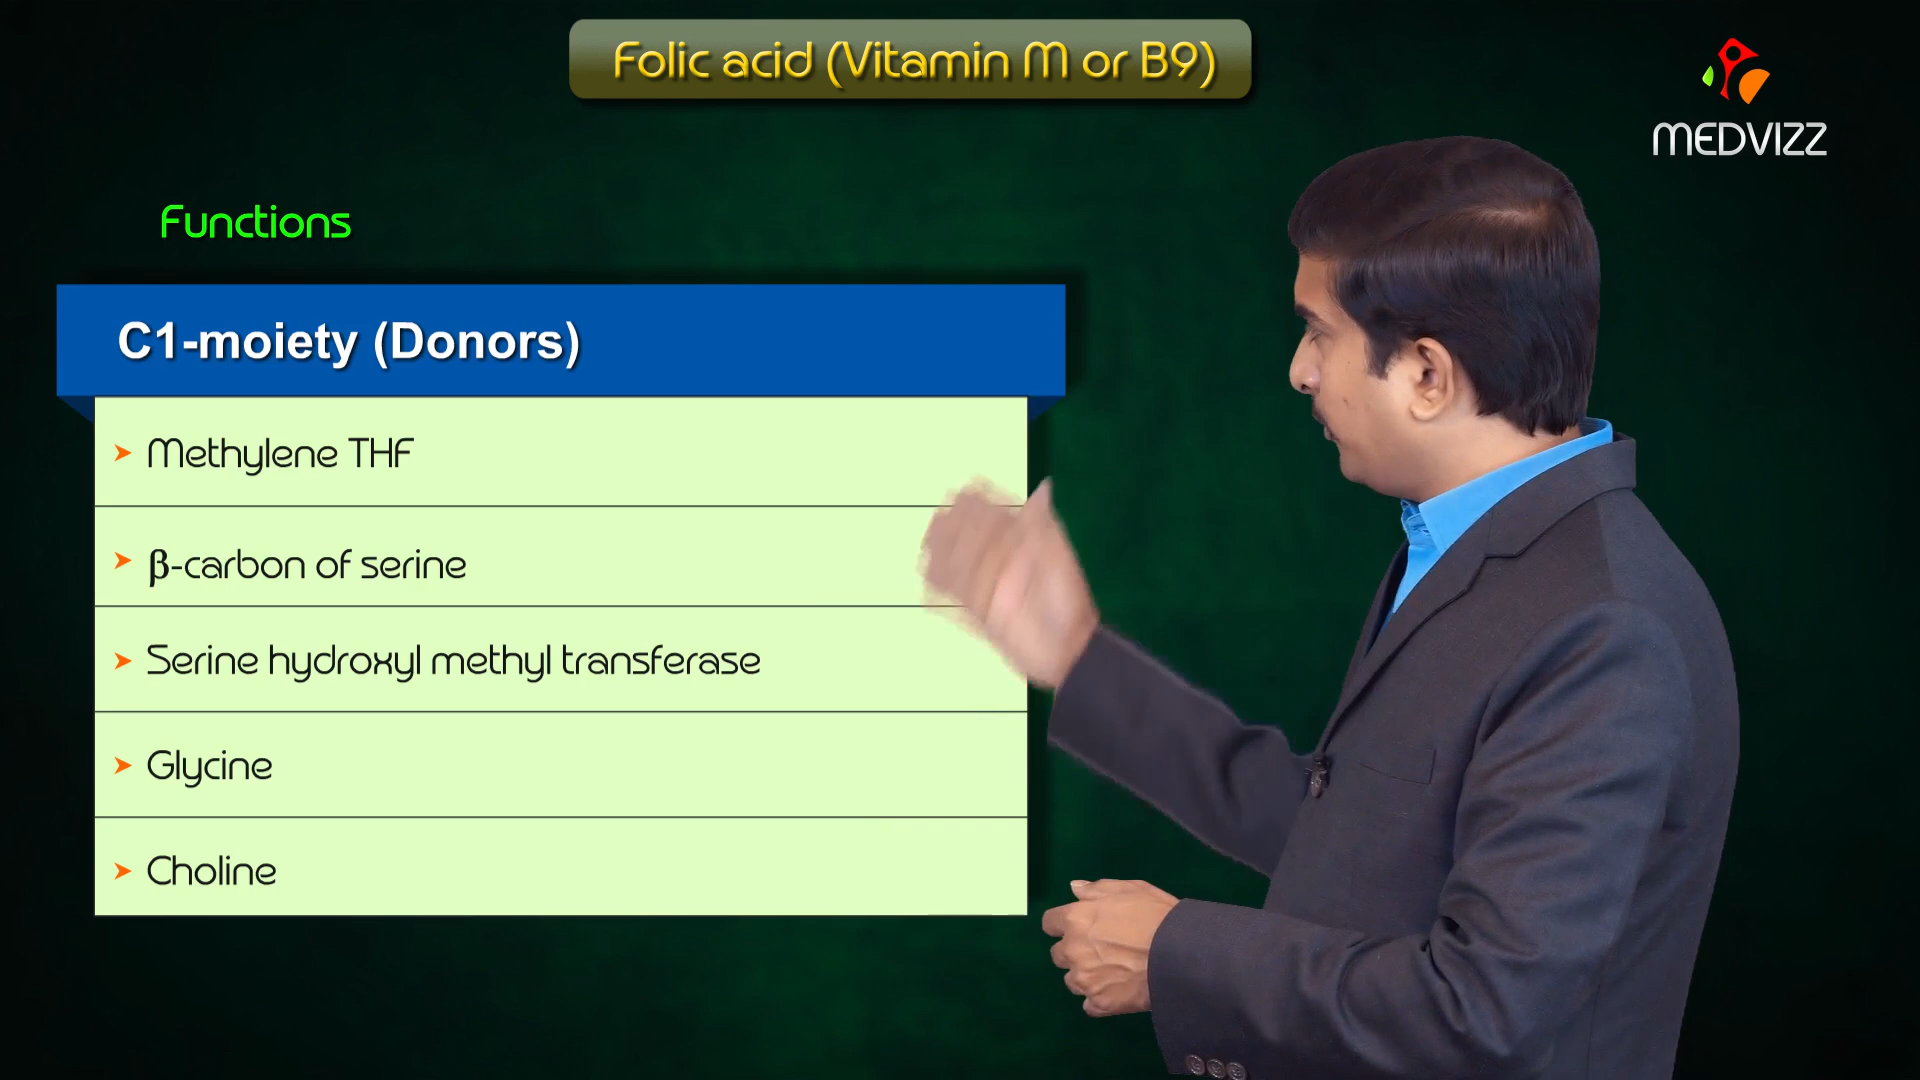 Folic acid (Vitamin M or B9)
MEDVIZZ
Functions
C1-moiety (Donors)
Methylene THF
β-carbon of serine
Serine hydroxyl methyl transferase
Glycine
Choline